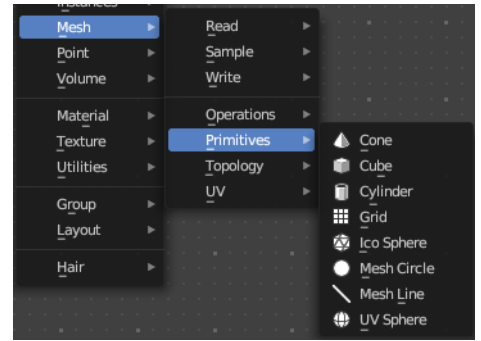 Mesh
Point
Volume
Material
Texture
Utilities
Group
Layout
Hair
Read
Sample
Write
Operations
Primitives
Topology
UV
Cone
Cube
Cylinder
Grid
Ico Sphere
Mesh Circle
Mesh Line
UV Sphere